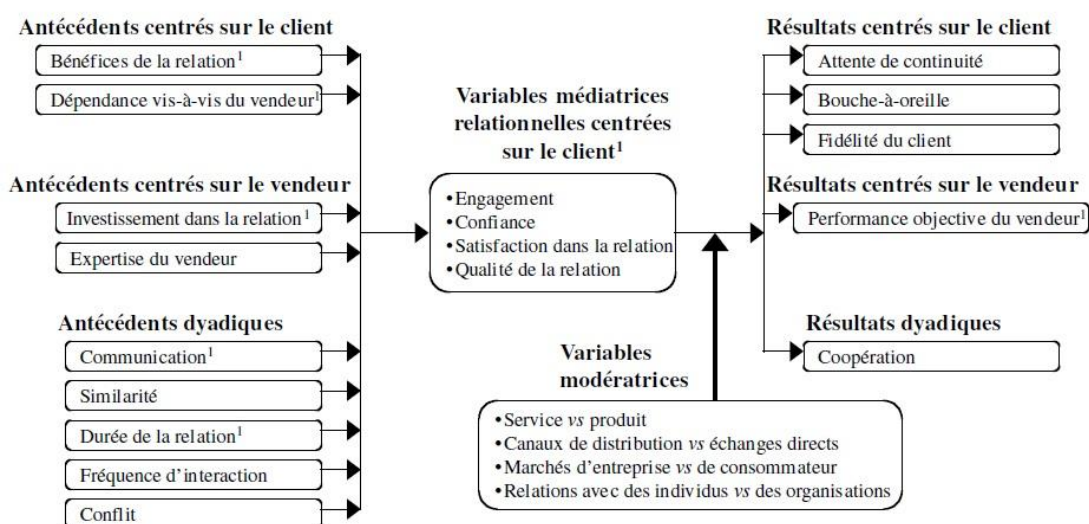 Antécédents centrés sur le client
Bénéfices de la relation¹
Dépendance vis-à-vis du vendeur¹
Antécédents centrés sur le vendeur
Investissement dans la relation¹
Expertise du vendeur
Antécédents dyadiques
Communication¹
Similarité
Durée de la relation¹
Fréquence d'interaction
Conflit
Variables médiatrices
relationnelles centrées
sur le client¹
•Engagement
•Confiance
•Satisfaction dans la relation
•Qualité de la relation
Variables
modératrices
•Service vs produit
•Canaux de distribution vs échanges directs
•Marchés d'entreprise vs de consommateur
•Relations avec des individus vs des organisations
Résultats centrés sur le client
Attente de continuité
Bouche-à-oreille
Fidélité du client
Résultats centrés sur le vendeur
Performance objective du vendeur¹
Résultats dyadiques
Coopération